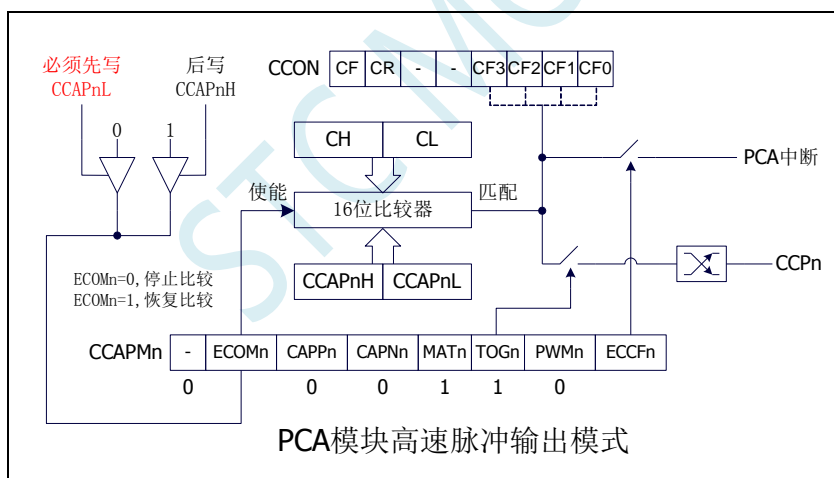 必须先写
CCAPnL
后写
CCAPnH
0 1
CCON CF CR - - CF3 CF2 CF1 CF0
CH CL
使能
16位比较器
匹配
PCA中断
CCAPnH CCAPnL
CCPn
ECOMn=0,停止比较
ECOMn=1,恢复比较
CCAPMn - ECOMn CAPPn CAPNn MATn TOGn PWMn ECCFn
0 0 0 1 1 0
PCA模块高速脉冲输出模式
STC M